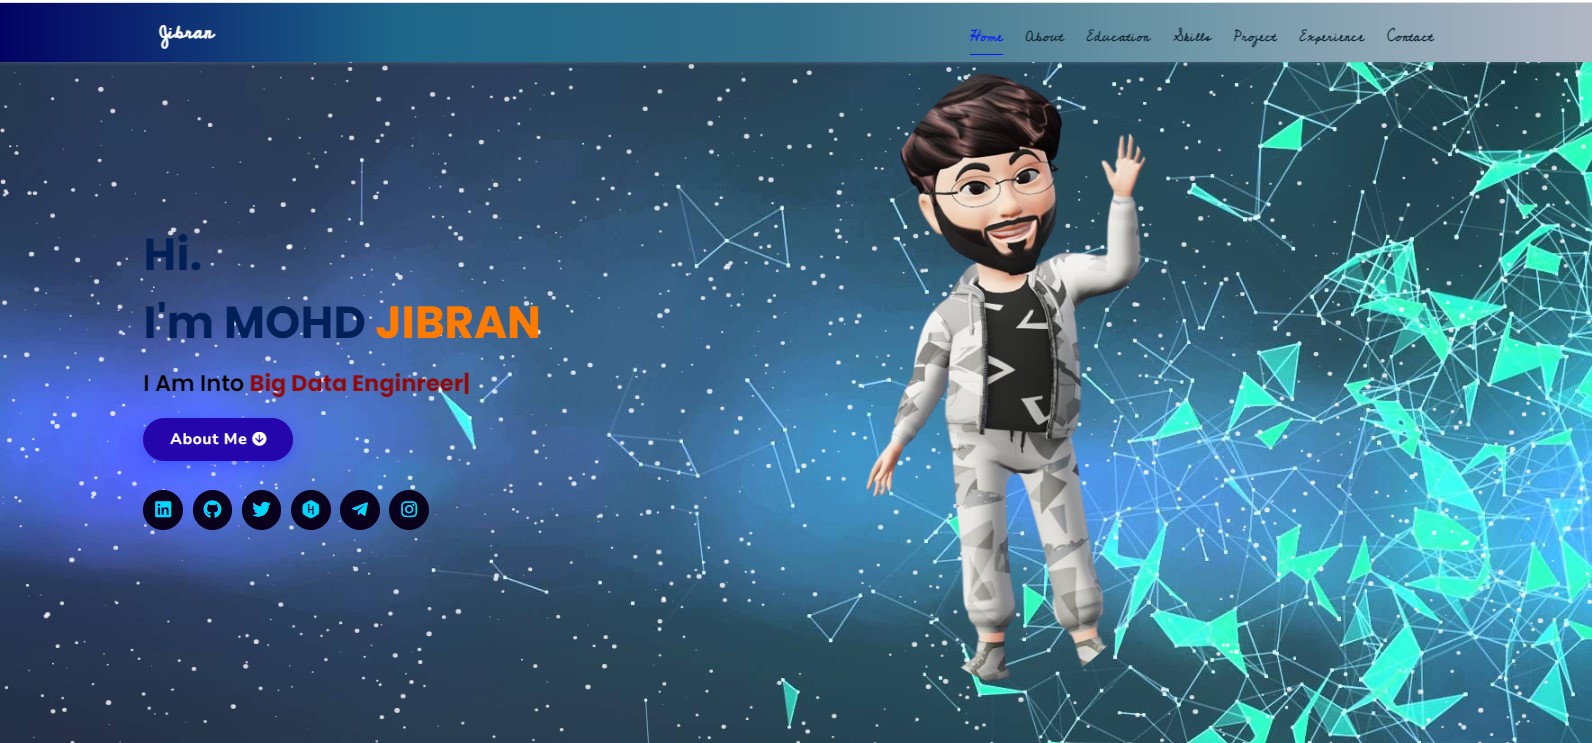 Jibran
Home About Education Skills Project Experience Contact
Hi.
I'm MOHD JIBRAN
I Am Into Big Data Enginreer|
About Me